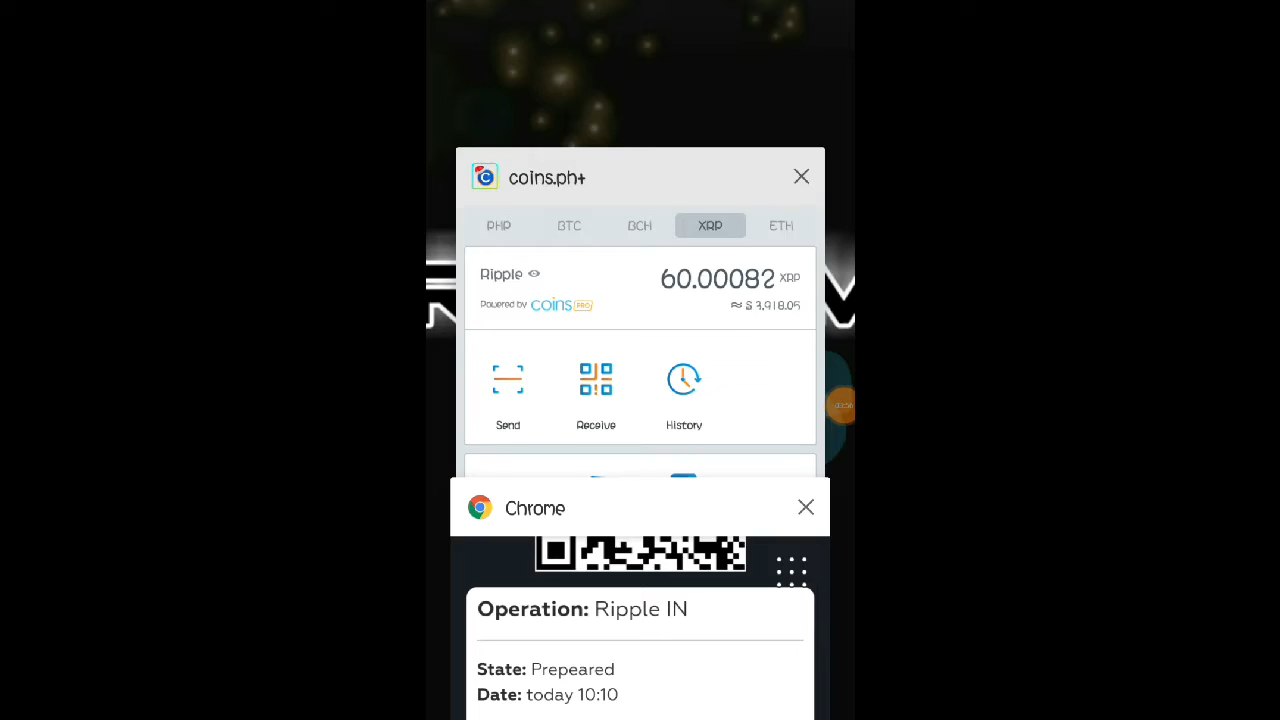 coins.ph+
PHP BTC BCH XRP ETH
Ripple 60.00082 XRP
Powered by coins PRO ≈ $ 3,918.05
Send Receive History
Chrome
Operation: Ripple IN
State: Prepeared
Date: today 10:10